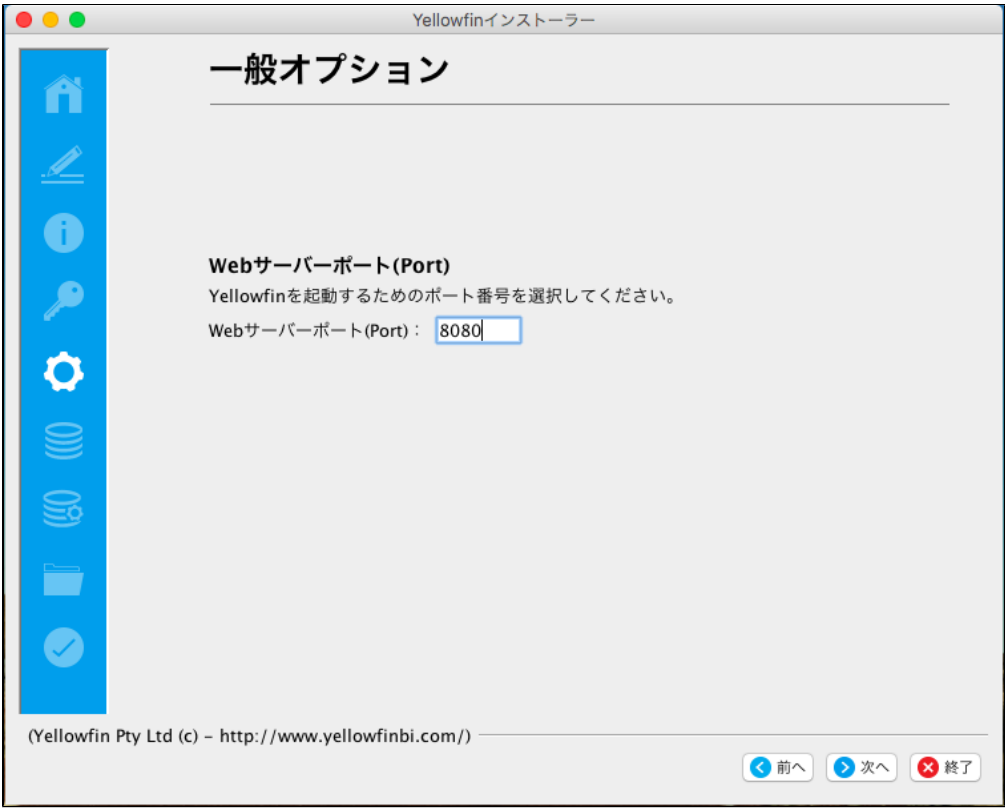 Yellowfinインストーラー
一般オプション
Webサーバーポート(Port)
Yellowfinを起動するためのポート番号を選択してください。
Webサーバーポート(Port)： 8080
(Yellowfin Pty Ltd (c) – http://www.yellowfinbi.com/)
前へ 次へ 終了